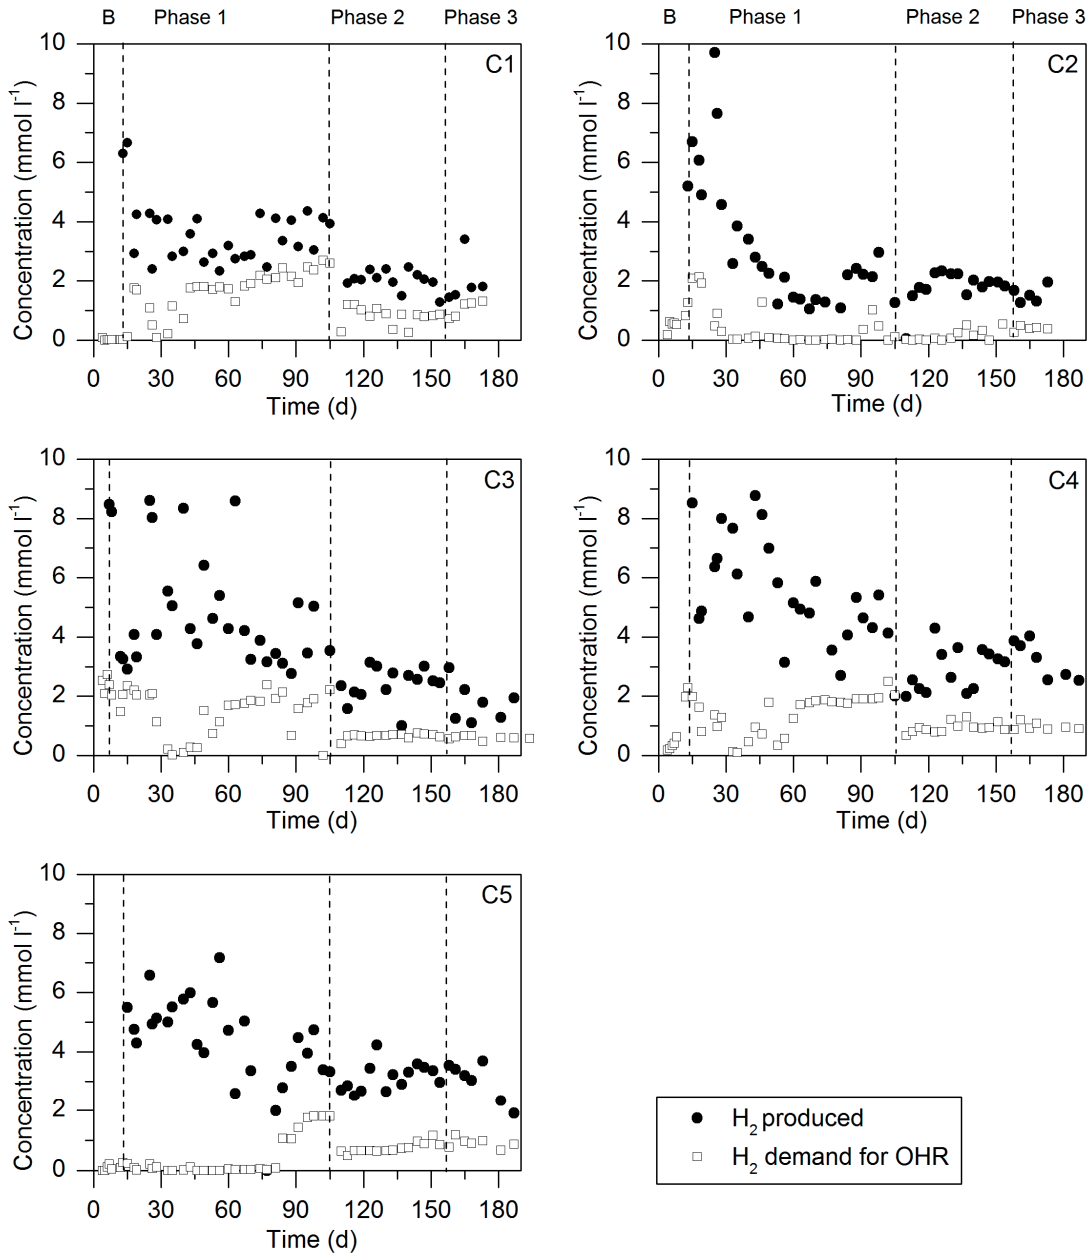 B Phase 1 Phase 2 Phase 3
B Phase 1 Phase 2 Phase 3
C1
10
8
6
4
2
0
Concentration (mmol l⁻¹)
0 30 60 90 120 150 180
Time (d)
C2
10
8
6
4
2
0
Concentration (mmol l⁻¹)
0 30 60 90 120 150 180
Time (d)
C3
10
8
6
4
2
0
Concentration (mmol l⁻¹)
0 30 60 90 120 150 180
Time (d)
C4
10
8
6
4
2
0
Concentration (mmol l⁻¹)
0 30 60 90 120 150 180
Time (d)
C5
10
8
6
4
2
0
Concentration (mmol l⁻¹)
0 30 60 90 120 150 180
Time (d)
H₂ produced
H₂ demand for OHR